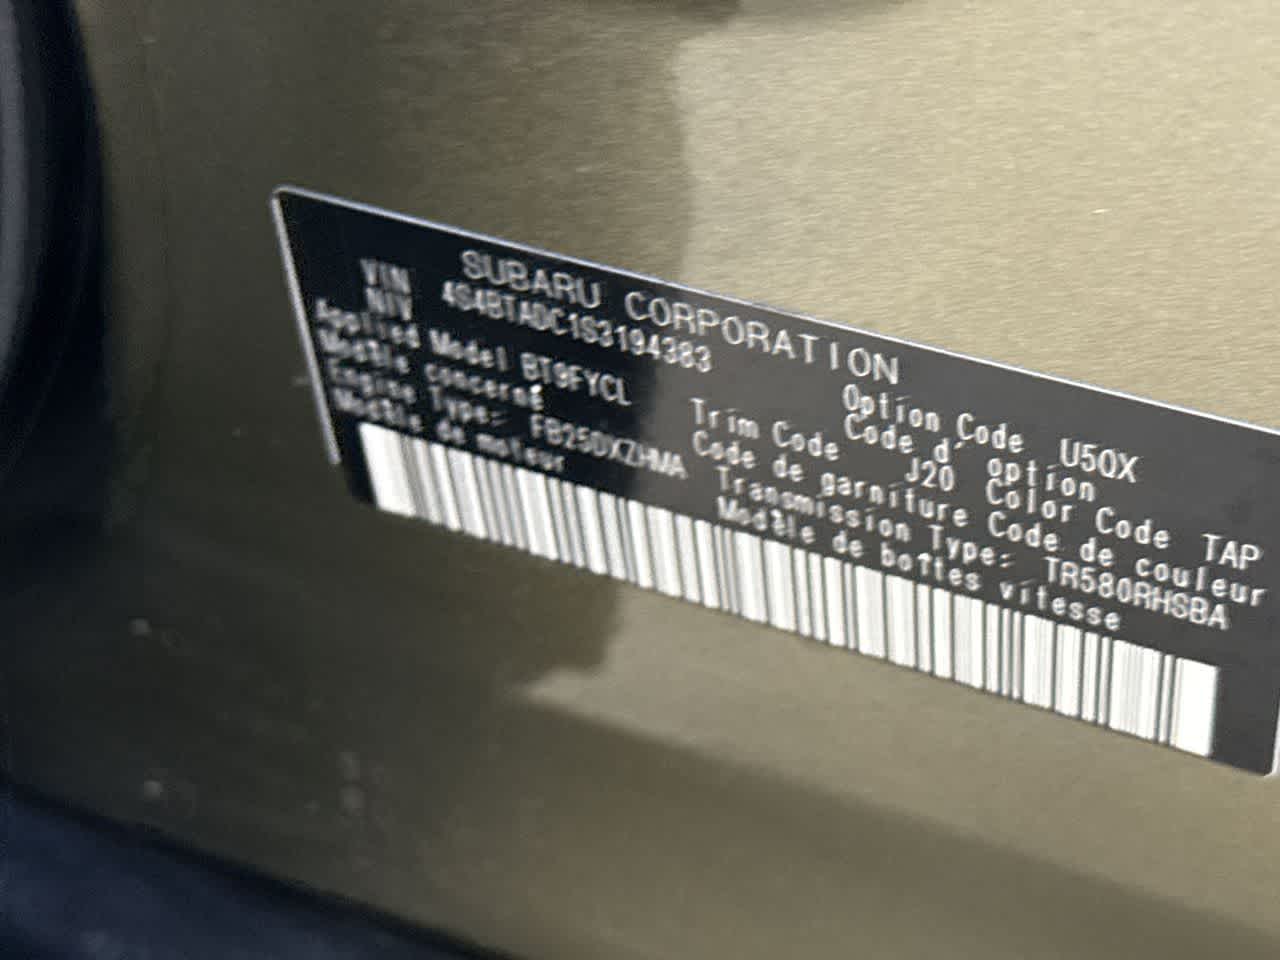 SUBARU CORPORATION
VIN
NIV 4S4BTADC1S3194383
Applied Model BT9FYCL Option Code U5QX
Modèle concerné Code d' option
Trim Code J20 Color Code TAP
Code de garniture Code de couleur
Engine Type: FB25DXZHMA Transmission Type: TR580RHSBA
Modèle de moteur Modèle de boîtes vitesse